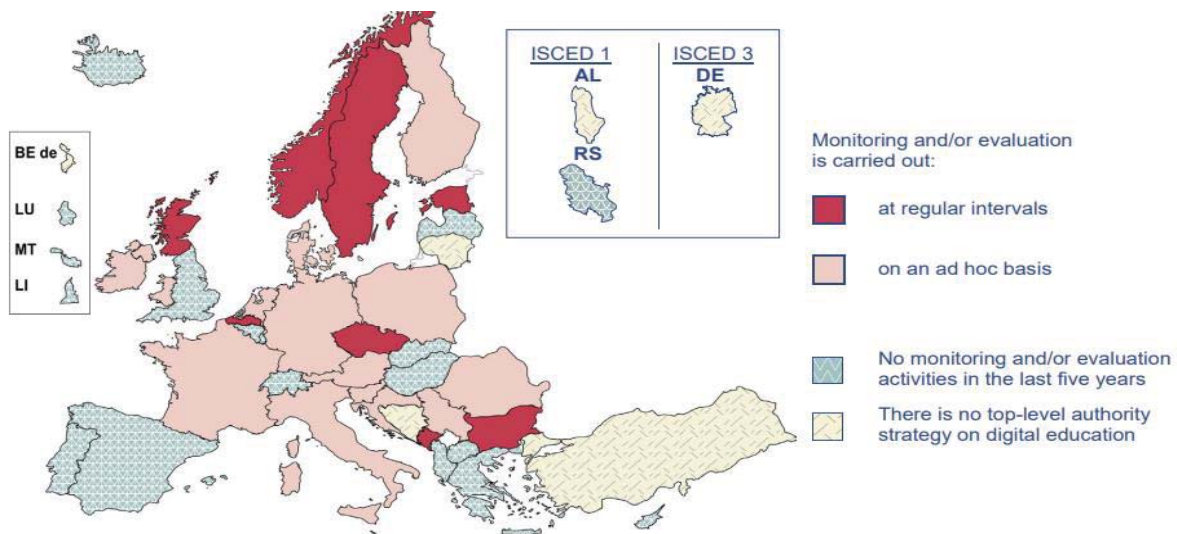 ISCED 1
ISCED 3
AL
DE
RS
BE de
LU
MT
LI
Monitoring and/or evaluation
is carried out:
at regular intervals
on an ad hoc basis
No monitoring and/or evaluation
activities in the last five years
There is no top-level authority
strategy on digital education